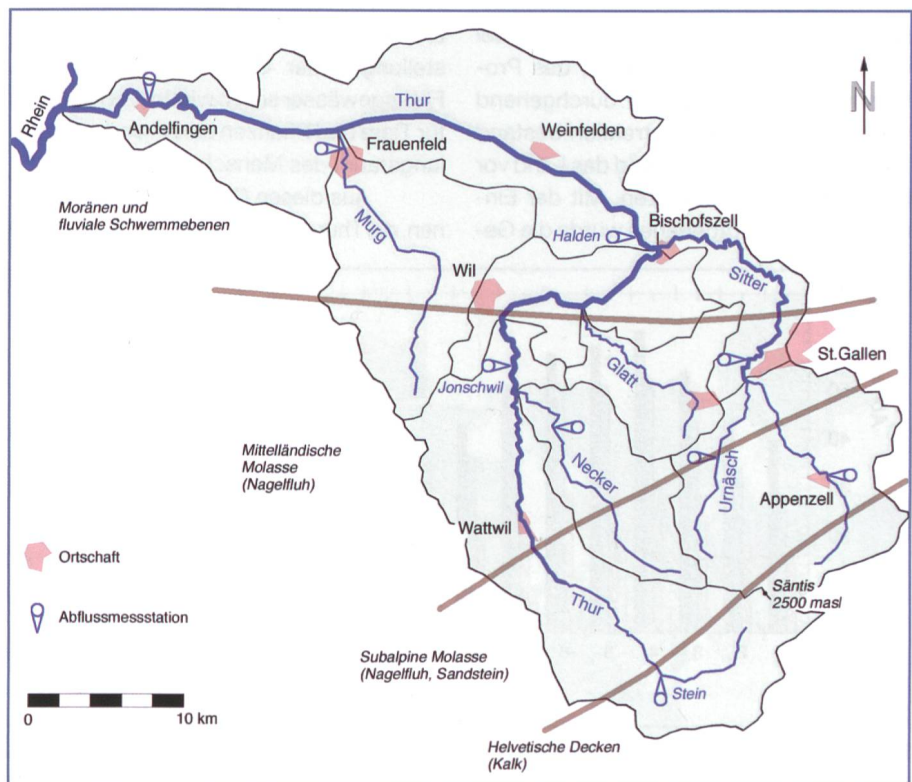 Rhein
Andelfingen
Thur
Frauenfeld
Weinfelden
N
Moränen und
fluviale Schwemmebenen
Murg
Halden
Bischofszell
Sitter
Wil
St.Gallen
Jonschwil
Glatt
Mittelländische
Molasse
(Nagelfluh)
Necker
Urnäsch
Appenzell
Wattwil
Ortschaft
Abflussmessstation
Thur
Säntis
2500 masl
Subalpine Molasse
(Nagelfluh, Sandstein)
Stein
0 10 km
Helvetische Decken
(Kalk)